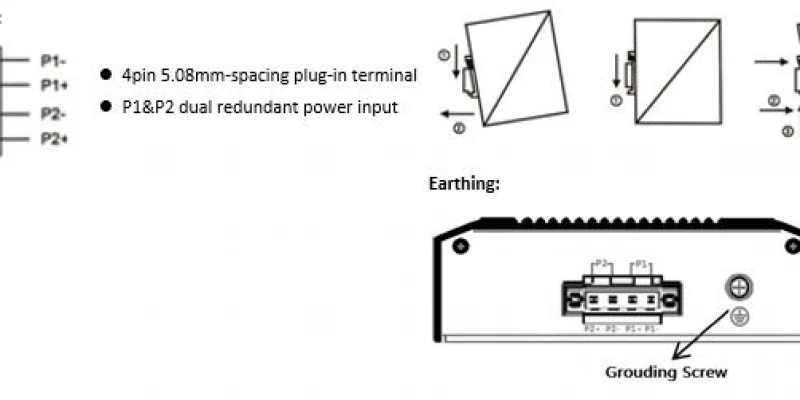 :
P1-
P1+
P2-
P2+
● 4pin 5.08mm-spacing plug-in terminal
● P1&P2 dual redundant power input
①
②
①
②
③
Earthing:
P2 P1
P2+ P2- P1+ P1-
Grouding Screw